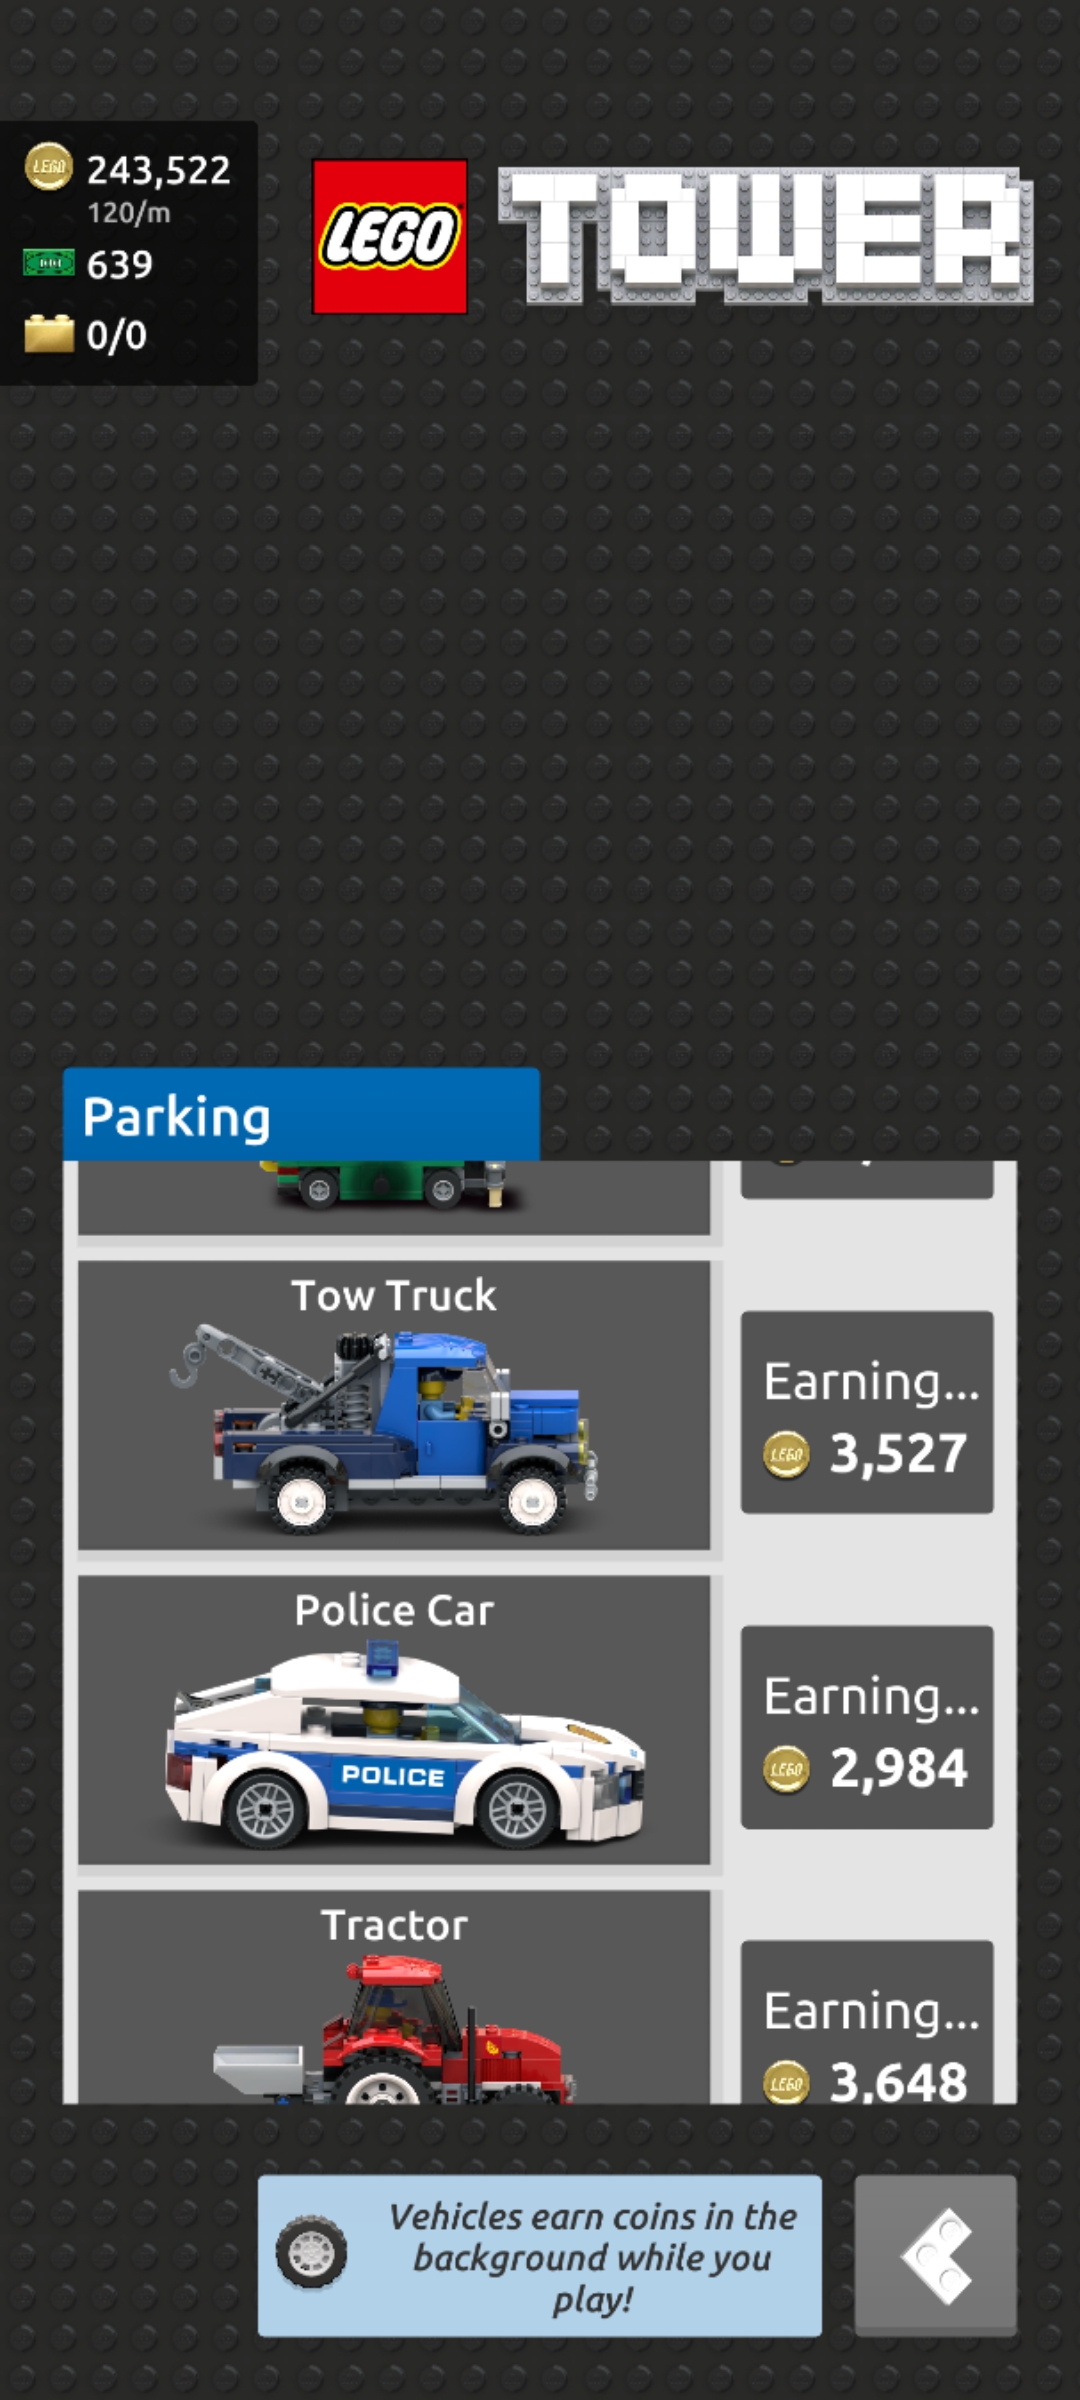 243,522
120/m
639
0/0
LEGO
TOWER
Parking
Tow Truck
Earning...
3,527
Police Car
POLICE
Earning...
2,984
Tractor
Earning...
3,648
Vehicles earn coins in the
background while you
play!